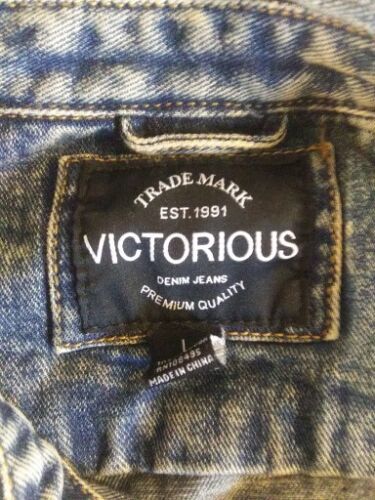 TRADE MARK
EST. 1991
VICTORIOUS
DENIM JEANS
PREMIUM QUALITY
L
MADE IN CHINA